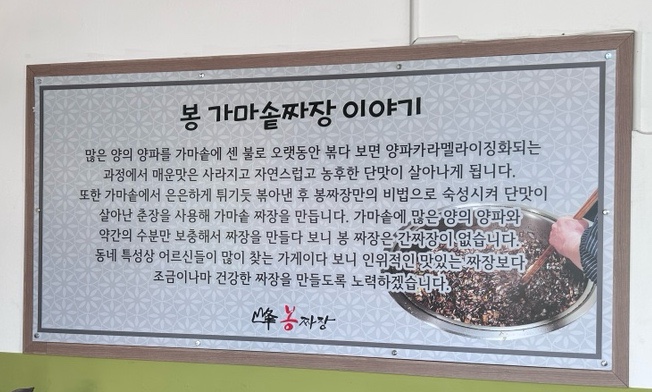 봉 가마솥짜장 이야기
많은 양의 양파를 가마솥에 센 불로 오랫동안 볶다 보면 양파카라멜라이징화되는
과정에서 매운맛은 사라지고 자연스럽고 농후한 단맛이 살아나게 됩니다.
또한 가마솥에서 은은하게 튀기듯 볶아낸 후 봉짜장만의 비법으로 숙성시켜 단맛이
살아난 춘장을 사용해 가마솥 짜장을 만듭니다. 가마솥에 많은 양의 양파와
약간의 수분만 보충해서 짜장을 만들다 보니 봉 짜장은 간짜장이 없습니다.
동네 특성상 어르신들이 많이 찾는 가게이다 보니 인위적인 맛있는 짜장보다
조금이나마 건강한 짜장을 만들도록 노력하겠습니다.
峰 봉짜장